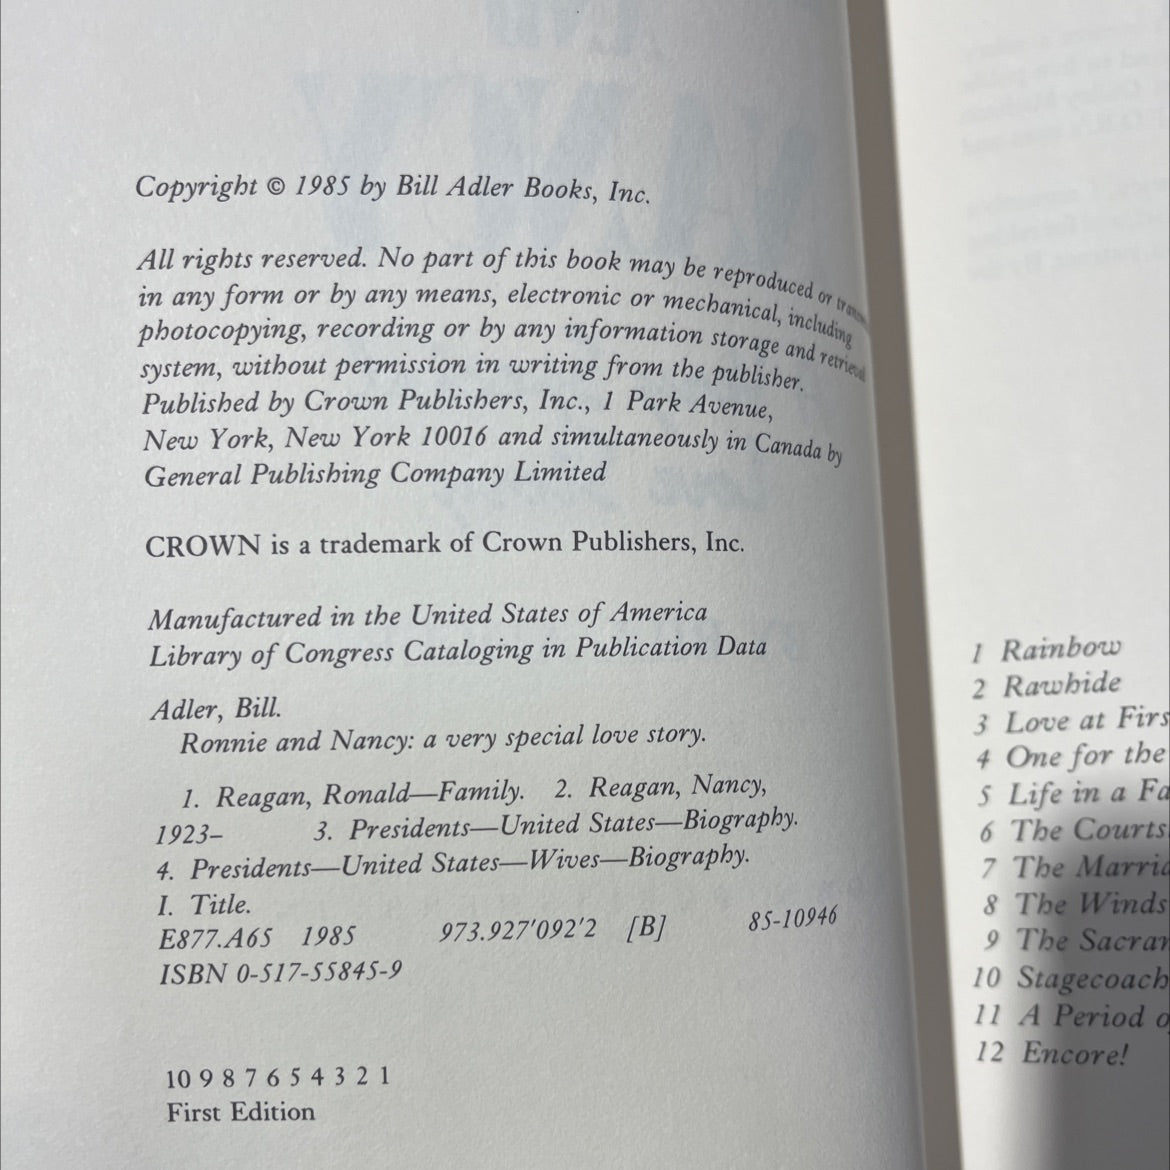 Copyright © 1985 by Bill Adler Books, Inc.
All rights reserved. No part of this book may be reproduced or
in any form or by any means, electronic or mechanical, including
photocopying, recording or by any information storage and retrieval
system, without permission in writing from the publisher.
Published by Crown Publishers, Inc., 1 Park Avenue,
New York, New York 10016 and simultaneously in Canada by
General Publishing Company Limited
CROWN is a trademark of Crown Publishers, Inc.
Manufactured in the United States of America
Library of Congress Cataloging in Publication Data
Adler, Bill.
Ronnie and Nancy: a very special love story.
1. Reagan, Ronald—Family. 2. Reagan, Nancy,
1923– 3. Presidents—United States—Biography.
4. Presidents—United States—Wives—Biography.
I. Title.
E877.A65 1985 973.927'092'2 [B] 85-10946
ISBN 0-517-55845-9
10 9 8 7 6 5 4 3 2 1
First Edition
1 Rainbow
2 Rawhide
3 Love at Firs
4 One for the
5 Life in a Fa
6 The Courts
7 The Marria
8 The Winds
9 The Sacra
10 Stagecoach
11 A Period o
12 Encore!